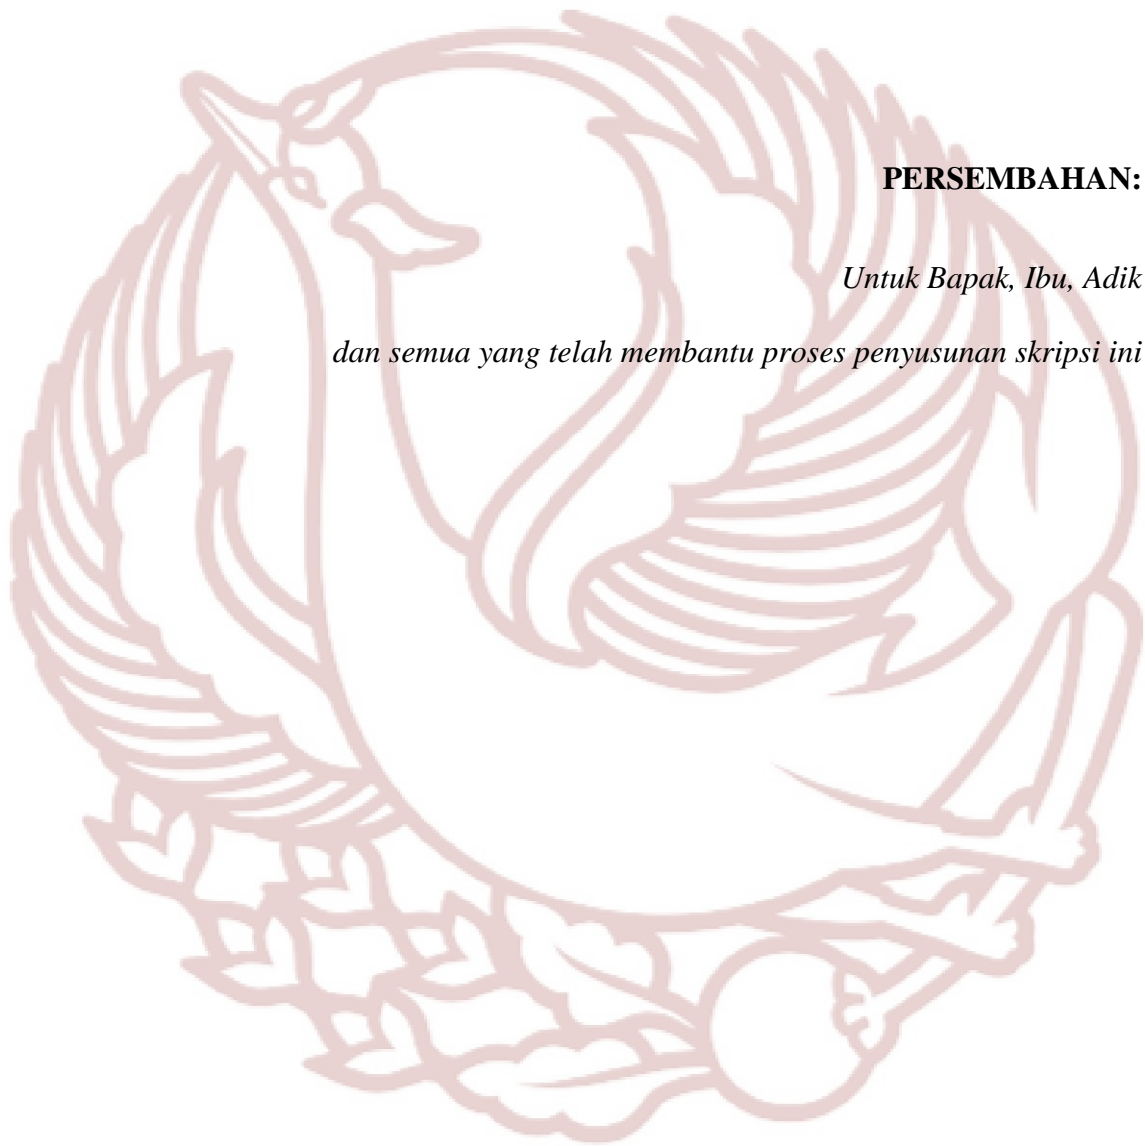 PERSEMBAHAN:
Untuk Bapak, Ibu, Adik
dan semua yang telah membantu proses penyusunan skripsi ini